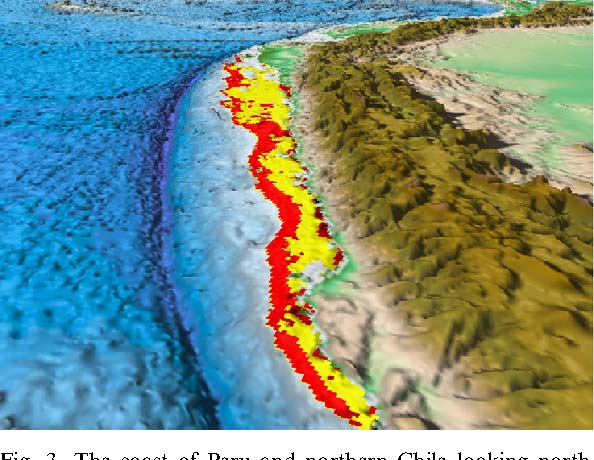 Fig. 3. The coast of Peru and northern Chile looking north